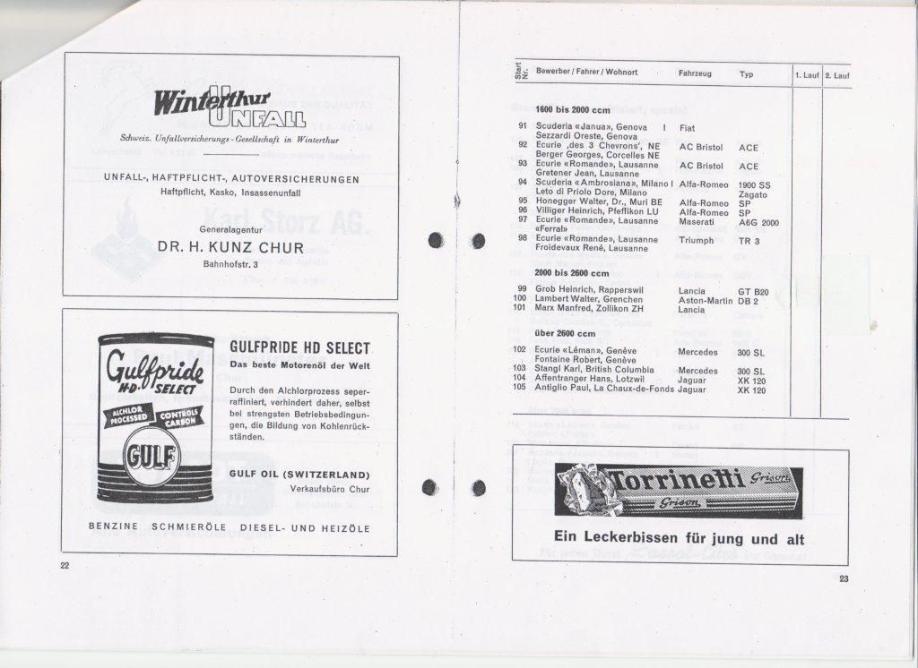 Winterthur
UNFALL
Schweiz. Unfallversicherungs-Gesellschaft in Winterthur
UNFALL-, HAFTPFLICHT-, AUTOVERSICHERUNGEN
Haftpflicht, Kasko, Insassenunfall
Generalagentur
DR. H. KUNZ CHUR
Bahnhofstr. 3
Gulfpride
H·D· SELECT
ALCHLOR PROCESSED
CONTROLS CARBON
GULF
GULFPRIDE HD SELECT
Das beste Motorenöl der Welt
Durch den Alchlorprozess seper-
raffiniert, verhindert daher, selbst
bei strengsten Betriebsbedingun-
gen, die Bildung von Kohlenrück-
ständen.
GULF OIL (SWITZERLAND)
Verkaufsbüro Chur
BENZINE SCHMIERÖLE DIESEL- UND HEIZÖLE
22
Start Nr. Bewerber / Fahrer / Wohnort Fahrzeug Typ 1. Lauf 2. Lauf
1600 bis 2000 ccm
91 Scuderia «Janua», Genova I Fiat
Sezzardi Oreste, Genova
92 Ecurie ‚des 3 Chevrons', NE AC Bristol ACE
Berger Georges, Corcelles NE
93 Ecurie «Romande», Lausanne AC Bristol ACE
Gretener Jean, Lausanne
94 Scuderia «Ambrosiana», Milano I Alfa-Romeo 1900 SS
Leto di Priolo Dore, Milano Zagato
95 Honegger Walter, Dr., Muri BE Alfa-Romeo SP
96 Villiger Heinrich, Pfeffikon LU Alfa-Romeo SP
97 Ecurie «Romande», Lausanne Maserati A6G 2000
«Ferral»
98 Ecurie «Romande», Lausanne Triumph TR 3
Froidevaux René, Lausanne
2000 bis 2600 ccm
99 Grob Heinrich, Rapperswil Lancia GT B20
100 Lambert Walter, Grenchen Aston-Martin DB 2
101 Marx Manfred, Zollikon ZH Lancia
über 2600 ccm
102 Ecurie «Léman», Genève Mercedes 300 SL
Fontaine Robert, Genève
103 Stangl Karl, British Columbia Mercedes 300 SL
104 Affentranger Hans, Lotzwil Jaguar XK 120
105 Antiglio Paul, La Chaux-de-Fonds Jaguar XK 120
Torrinetti Grison
Grison
Ein Leckerbissen für jung und alt
23
Karl Storz AG.